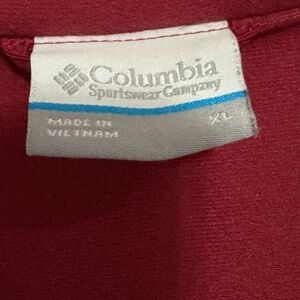 Columbia
Sportswear Company
MADE IN
VIETNAM
XL